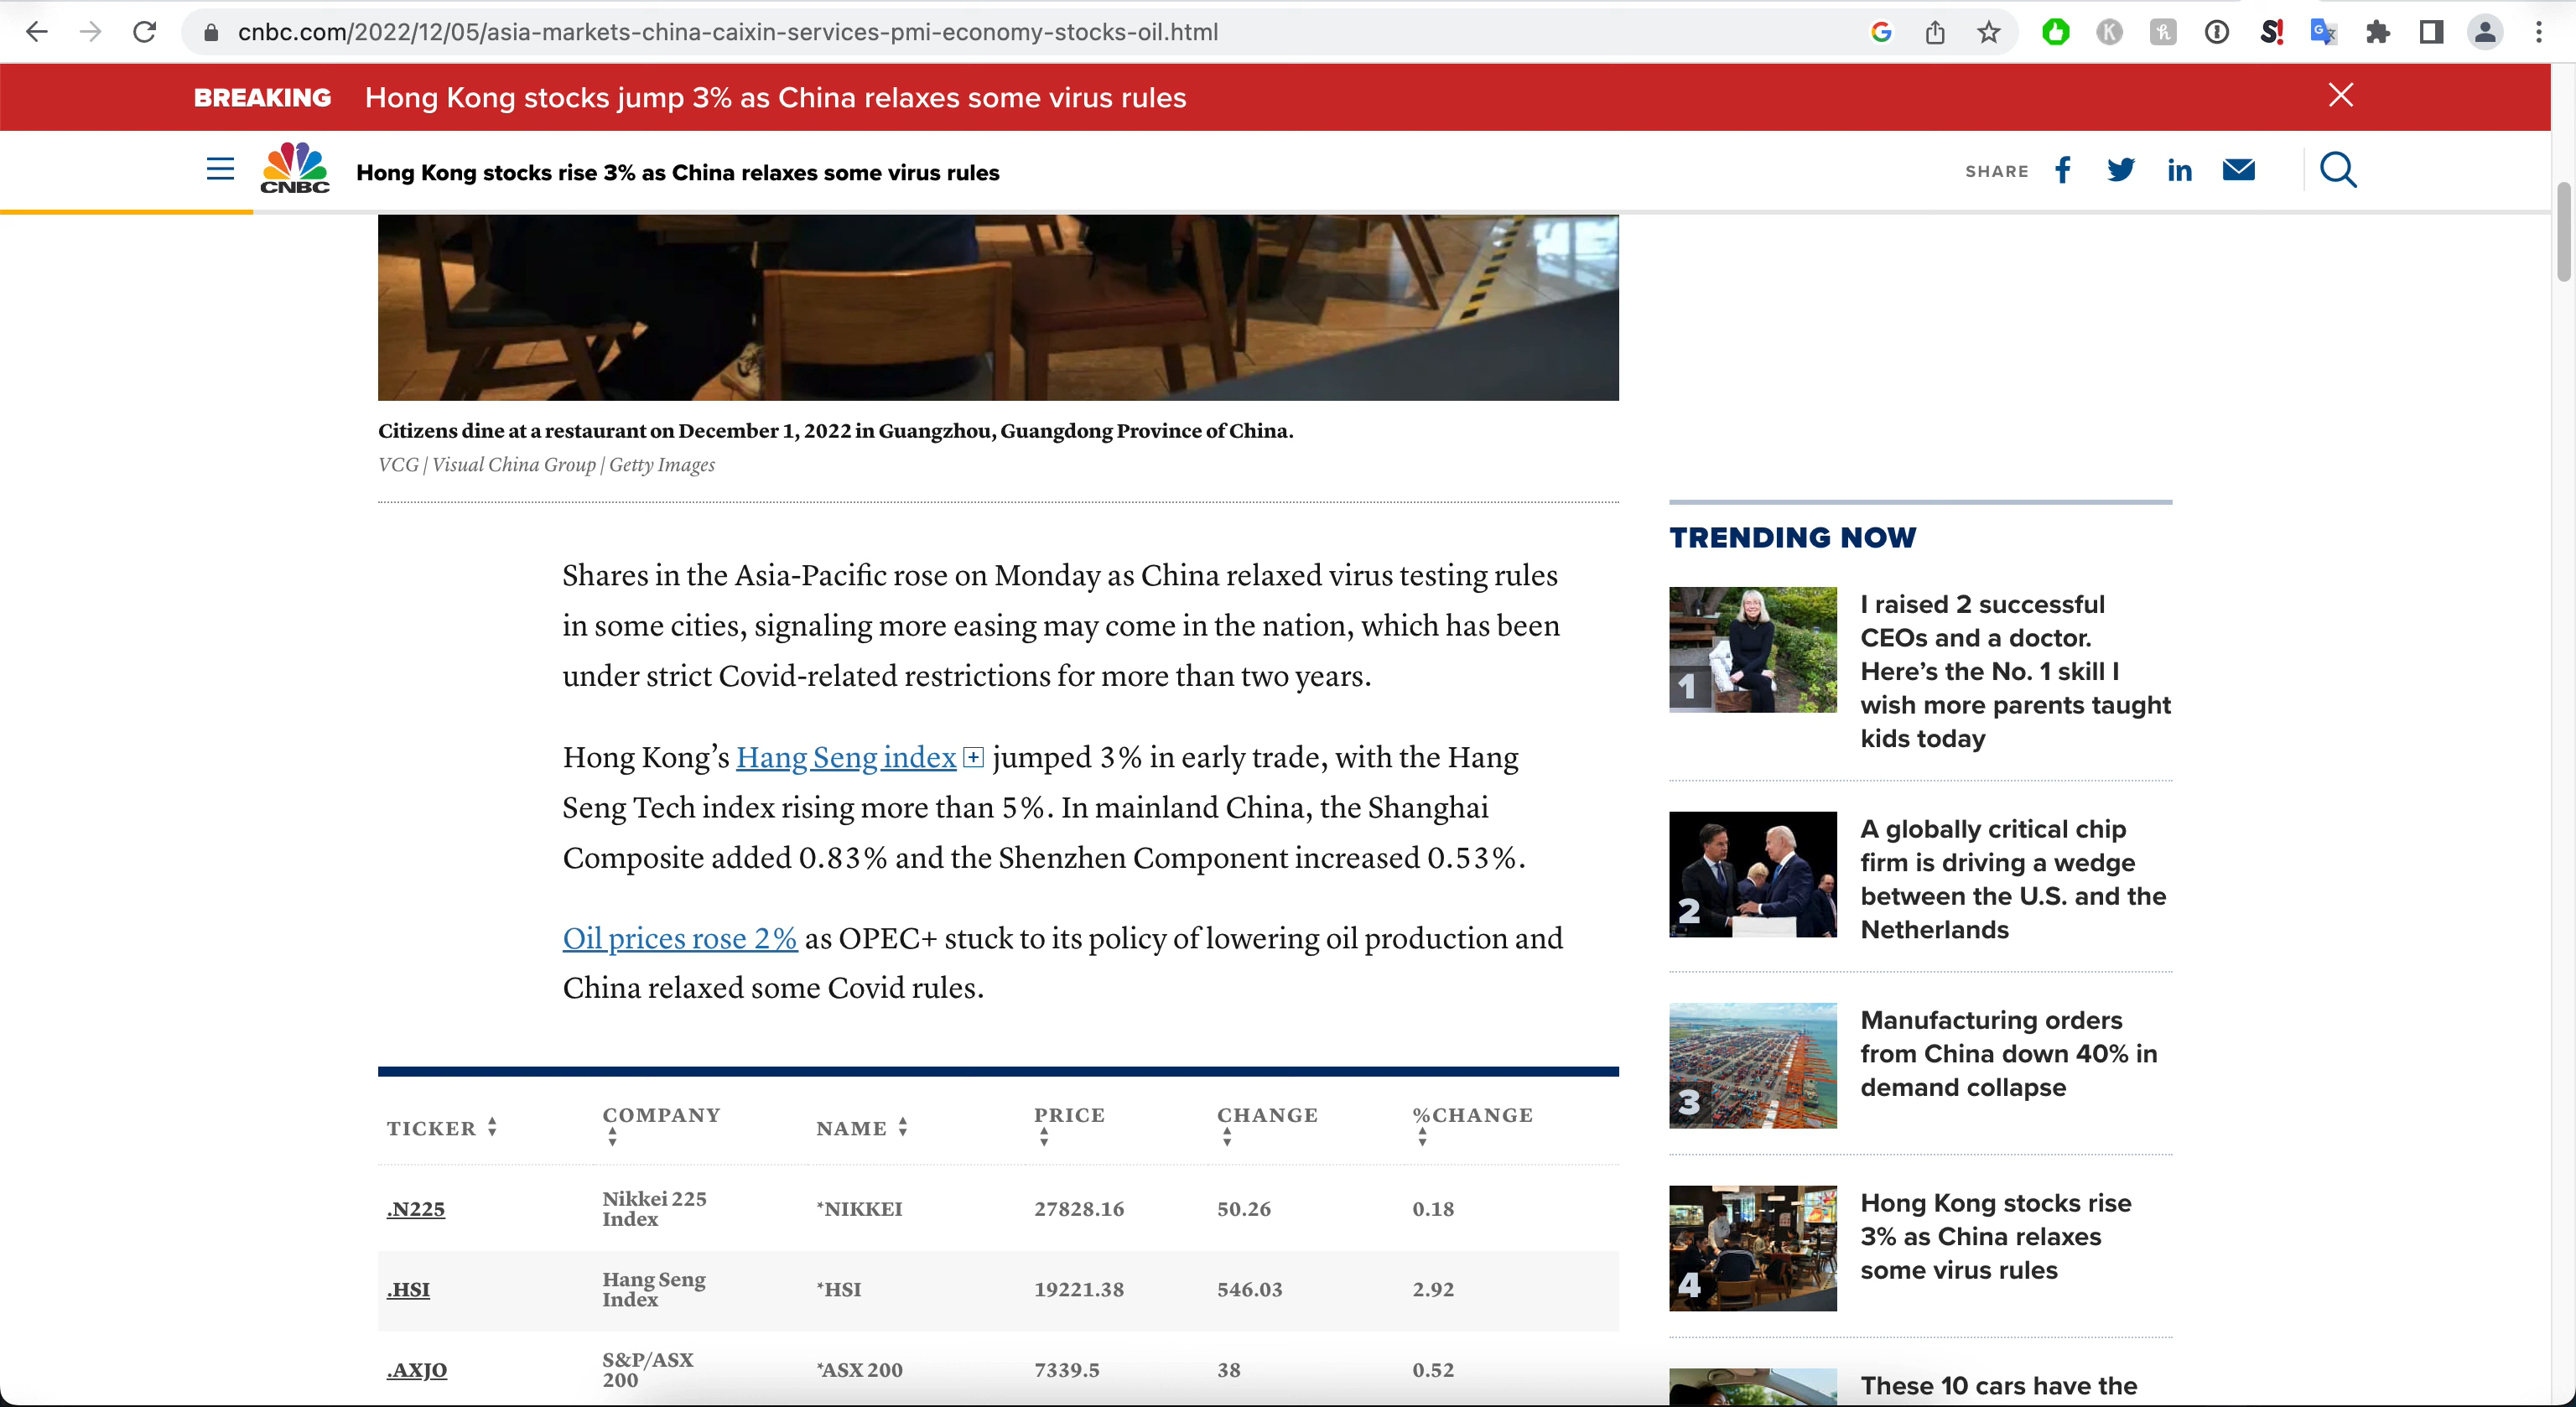 cnbc.com/2022/12/05/asia-markets-china-caixin-services-pmi-economy-stocks-oil.html
BREAKING Hong Kong stocks jump 3% as China relaxes some virus rules
CNBC
Hong Kong stocks rise 3% as China relaxes some virus rules
SHARE
Citizens dine at a restaurant on December 1, 2022 in Guangzhou, Guangdong Province of China.
VCG | Visual China Group | Getty Images
Shares in the Asia-Pacific rose on Monday as China relaxed virus testing rules
in some cities, signaling more easing may come in the nation, which has been
under strict Covid-related restrictions for more than two years.
Hong Kong’s Hang Seng index jumped 3% in early trade, with the Hang
Seng Tech index rising more than 5%. In mainland China, the Shanghai
Composite added 0.83% and the Shenzhen Component increased 0.53%.
Oil prices rose 2% as OPEC+ stuck to its policy of lowering oil production and
China relaxed some Covid rules.
TICKER COMPANY NAME PRICE CHANGE %CHANGE
.N225 Nikkei 225 Index *NIKKEI 27828.16 50.26 0.18
.HSI Hang Seng Index *HSI 19221.38 546.03 2.92
.AXJO S&P/ASX 200 *ASX 200 7339.5 38 0.52
TRENDING NOW
1
I raised 2 successful
CEOs and a doctor.
Here’s the No. 1 skill I
wish more parents taught
kids today
2
A globally critical chip
firm is driving a wedge
between the U.S. and the
Netherlands
3
Manufacturing orders
from China down 40% in
demand collapse
4
Hong Kong stocks rise
3% as China relaxes
some virus rules
These 10 cars have the